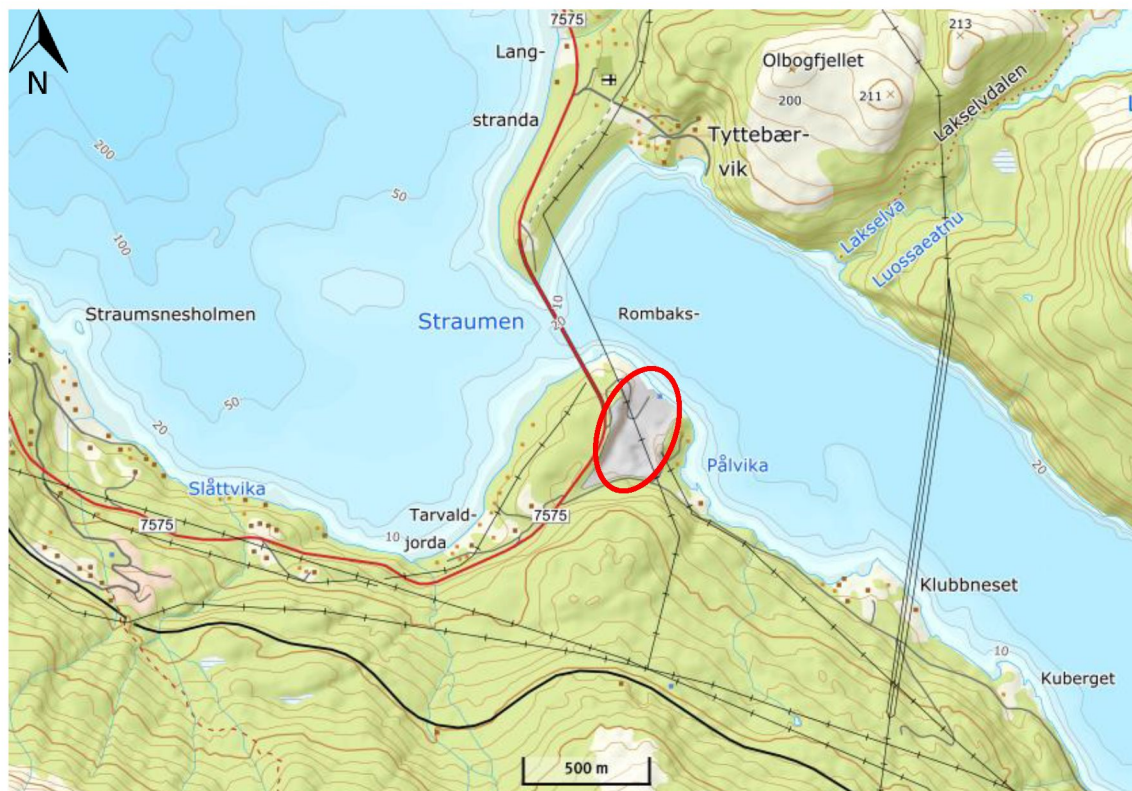 7575
213
Lang-
Olbogfjellet
200
211
Lakselvdalen
stranda
Tyttebær-
vik
N
200
50
100
Lakselva
Luossaeatnu
10
20
Straumsnesholmen
Straumen
Rombaks-
50
20
20
Pålvika
Slåttvika
Tarvald-
7575
7575
10
jorda
Klubbneset
10
Kuberget
500 m